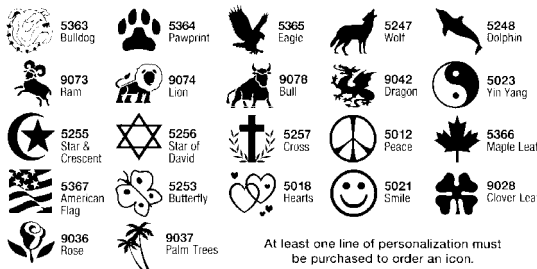 5363
Bulldog
5364
Pawprint
5365
Eagle
5247
Wolf
5248
Dolphin
9073
Ram
9074
Lion
9078
Bull
9042
Dragon
5023
Yin Yang
5255
Star &
Crescent
5256
Star of
David
5257
Cross
5012
Peace
5366
Maple Leaf
5367
American
Flag
5253
Butterfly
5018
Hearts
5021
Smile
9028
Clover Lea
9036
Rose
9037
Palm Trees
At least one line of personalization must
be purchased to order an icon.